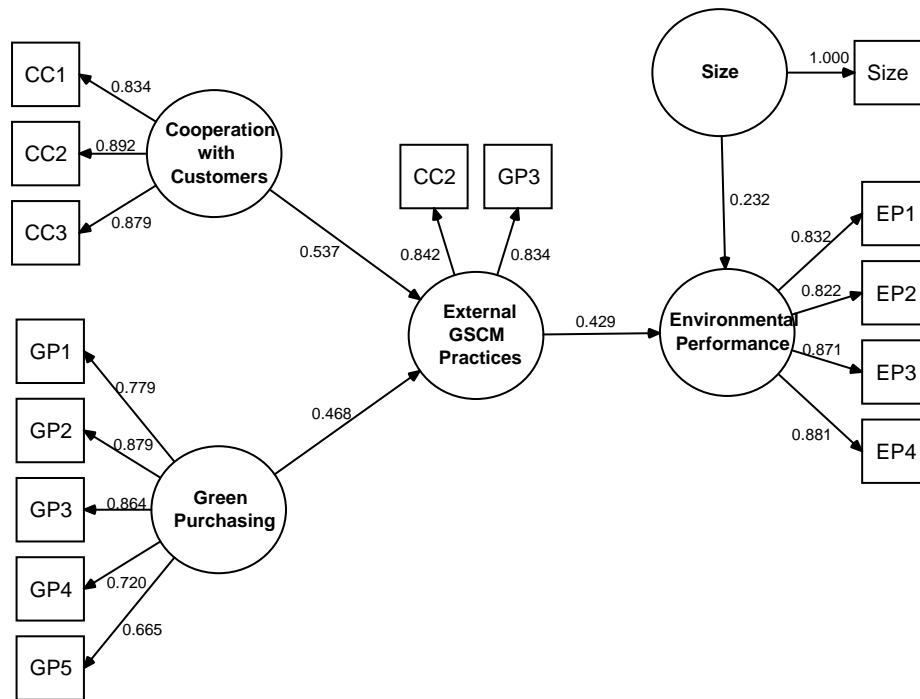 CC1
0.834
CC2
0.892
CC3
0.879
Cooperation
with
Customers
0.537
GP1
0.779
GP2
0.879
GP3
0.864
GP4
0.720
GP5
0.665
Green
Purchasing
0.468
CC2
0.842
GP3
0.834
External
GSCM
Practices
0.429
Size
1.000
Size
0.232
Environmental
Performance
EP1
0.832
EP2
0.822
EP3
0.871
EP4
0.881